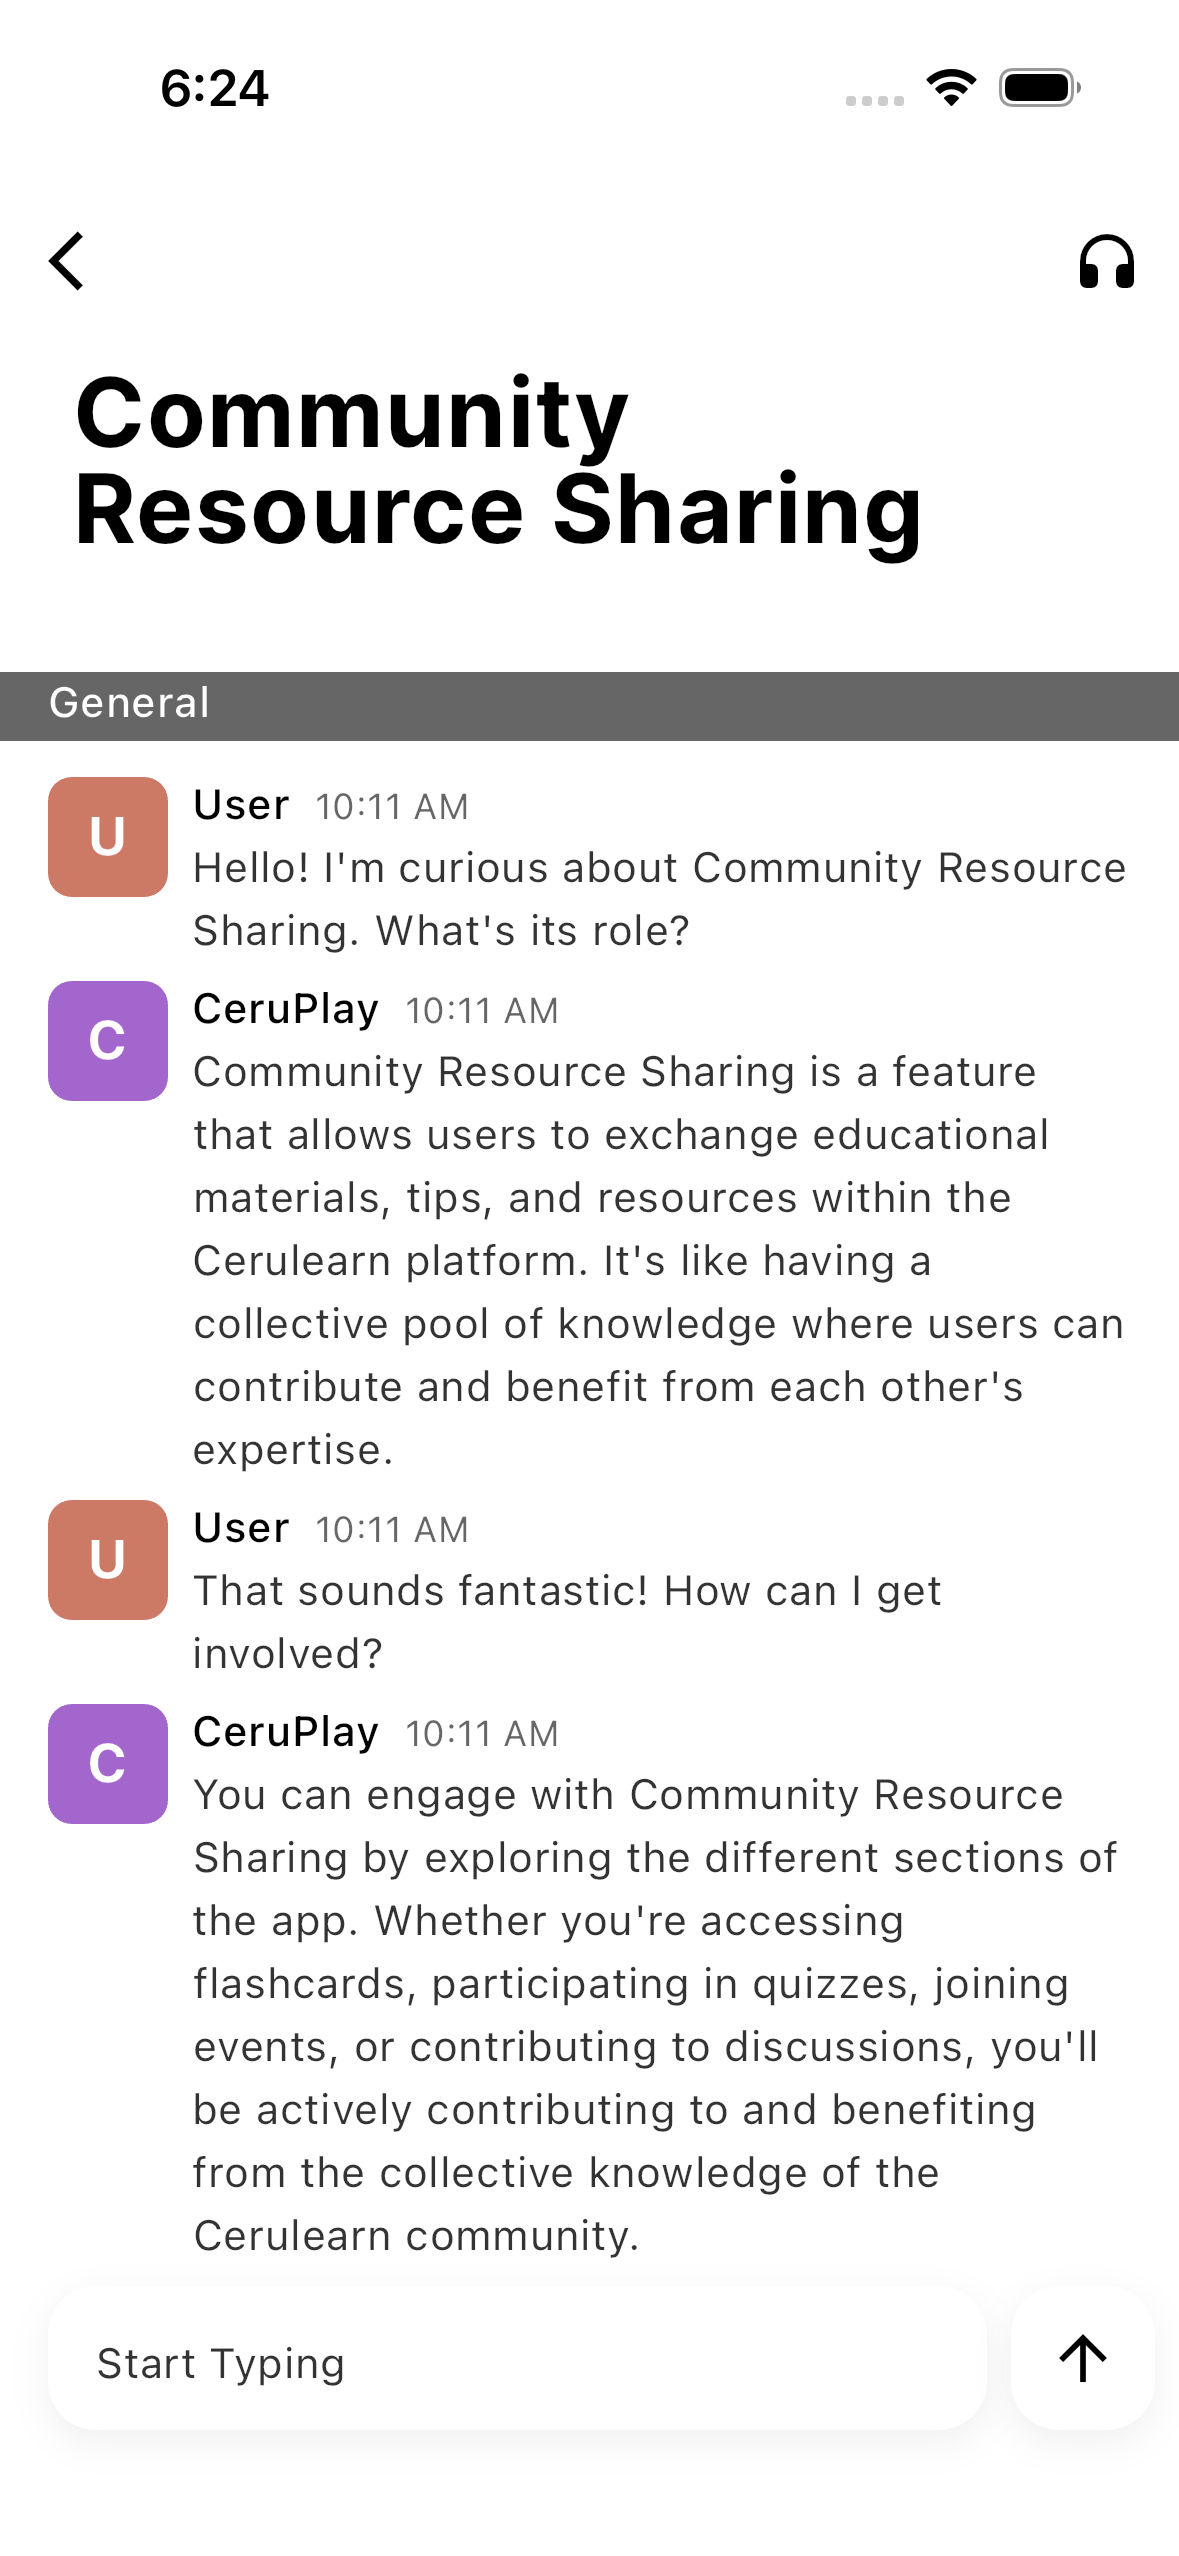 6:24
Community
Resource Sharing
General
U
User 10:11 AM
Hello! I'm curious about Community Resource
Sharing. What's its role?
C
CeruPlay 10:11 AM
Community Resource Sharing is a feature
that allows users to exchange educational
materials, tips, and resources within the
Cerulearn platform. It's like having a
collective pool of knowledge where users can
contribute and benefit from each other's
expertise.
U
User 10:11 AM
That sounds fantastic! How can I get
involved?
C
CeruPlay 10:11 AM
You can engage with Community Resource
Sharing by exploring the different sections of
the app. Whether you're accessing
flashcards, participating in quizzes, joining
events, or contributing to discussions, you'll
be actively contributing to and benefiting
from the collective knowledge of the
Cerulearn community.
Start Typing